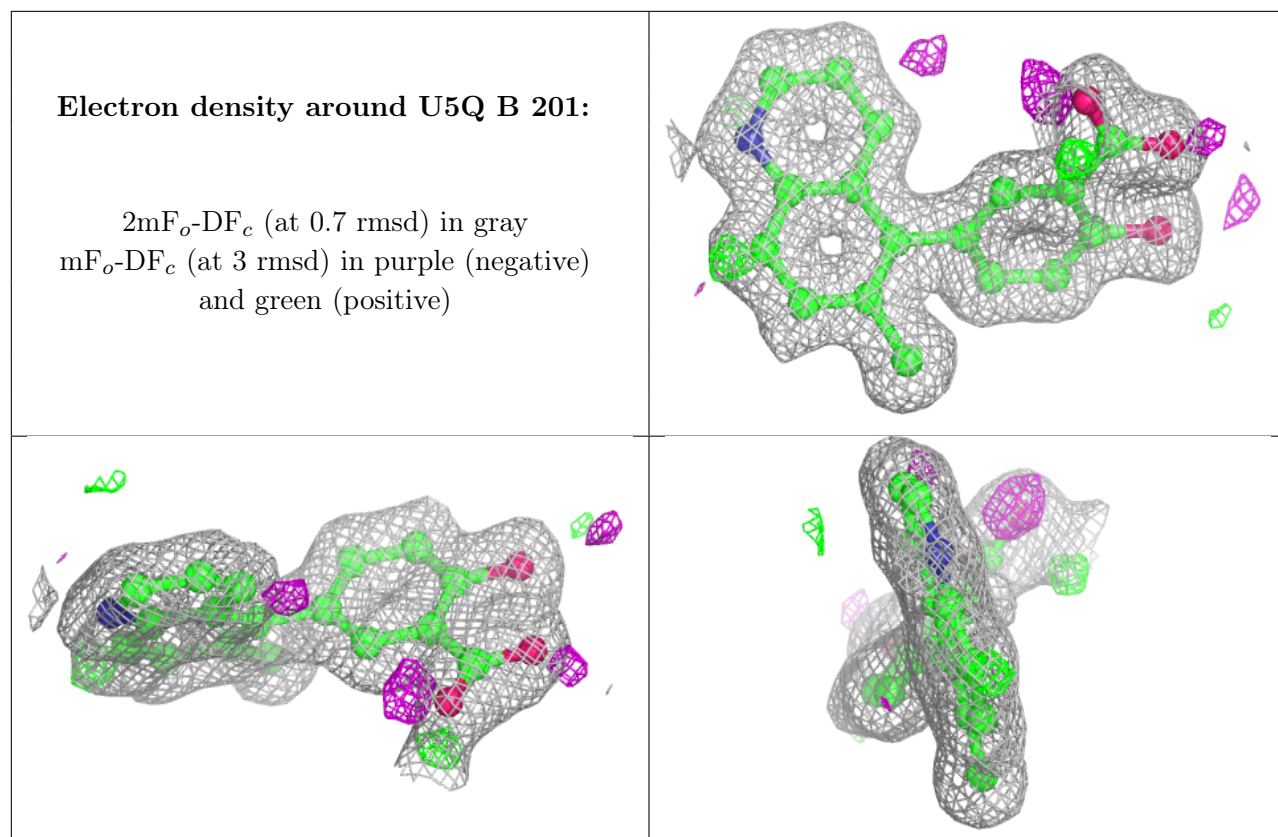 Electron density around U5Q B 201:
2mFo-DFc (at 0.7 rmsd) in gray
mFo-DFc (at 3 rmsd) in purple (negative)
and green (positive)